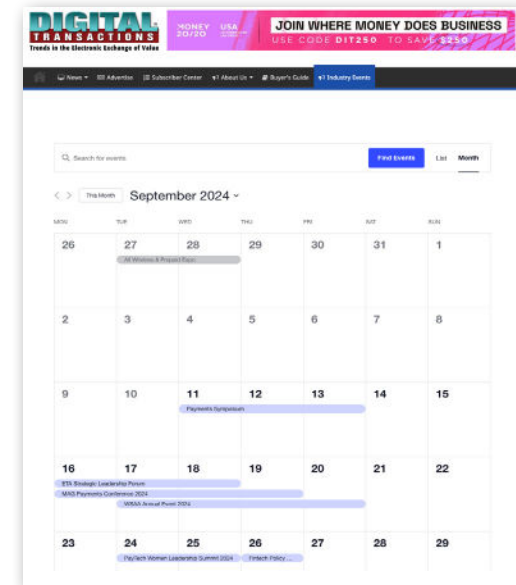 DIGITAL
TRANSACTIONS
Trends in the Electronic Exchange of Value
MONEY 20/20 USA
JOIN WHERE MONEY DOES BUSINESS
USE CODE DIT250 TO SAVE $250
News Advertise Subscriber Center About Us Buyer's Guide Industry Events
Search for events Find Events List Month
This Month September 2024
MON TUE WED THU FRI SAT SUN
26 27 28 29 30 31 1
All Wireless & Prepaid Expo
2 3 4 5 6 7 8
9 10 11 12 13 14 15
Payments Symposium
16 17 18 19 20 21 22
ETA Strategic Leadership Forum
MAG Payments Conference 2024
WSAA Annual Event 2024
23 24 25 26 27 28 29
PayTech Women Leadership Summit 2024 Fintech Policy ...